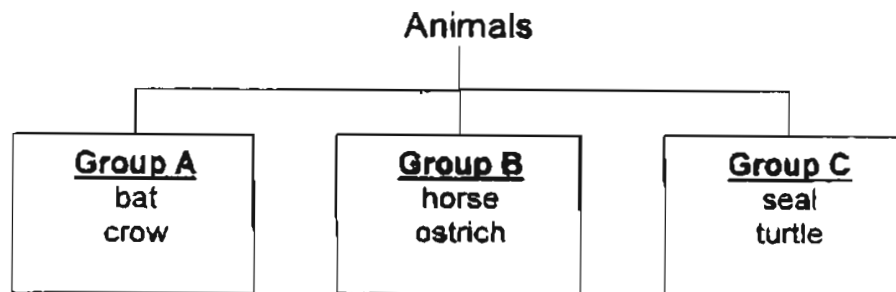 Animals
Group A
bat
crow
Group B
horse
ostrich
Group C
seal
turtle